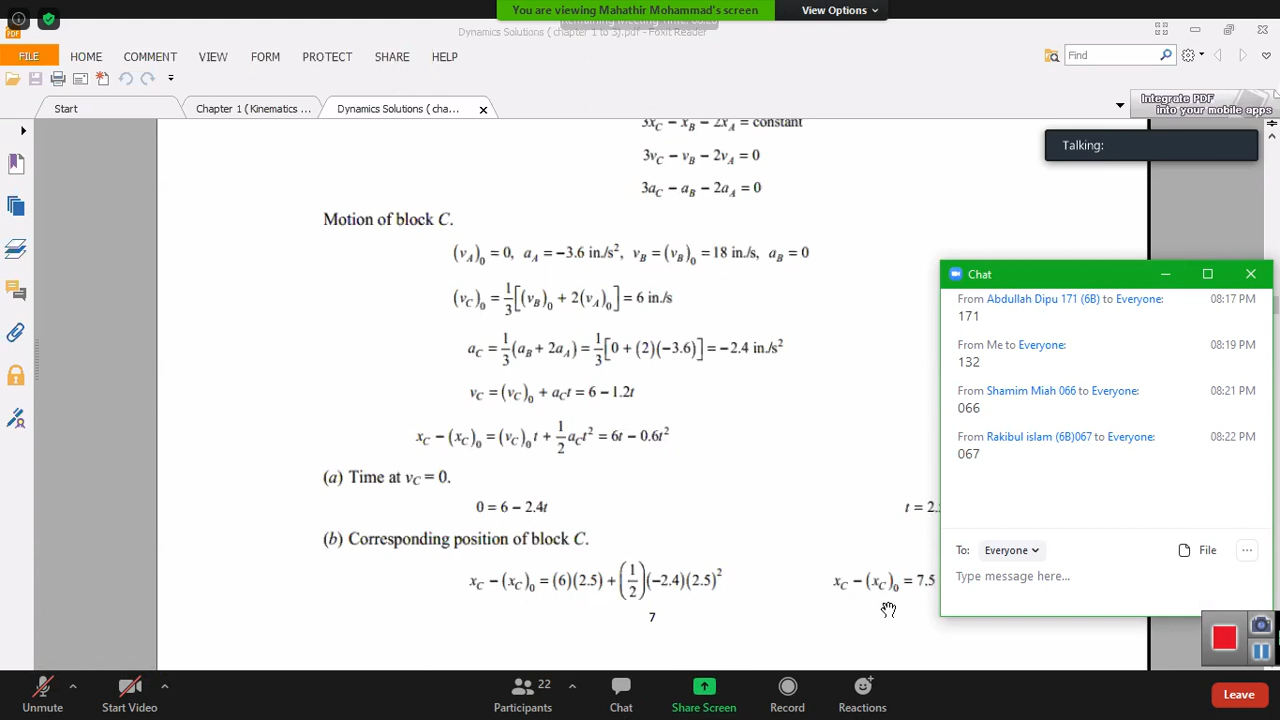 You are viewing Mahathir Mohammad's screen
View Options
Remaining Meeting Time:
Dynamics Solutions ( chapter 1 to 3).pdf - Foxit Reader
FILE HOME COMMENT VIEW FORM PROTECT SHARE HELP
Find
Start
Chapter 1 ( Kinematics ...
Dynamics Solutions ( cha...
Integrate PDF
into your mobile apps
Talking:
3x_C − x_B − 2x_A = constant
3v_C − v_B − 2v_A = 0
3a_C − a_B − 2a_A = 0
Motion of block C.
(v_A)_0 = 0, a_A = −3.6 in./s², v_B = (v_B)_0 = 18 in./s, a_B = 0
(v_C)_0 = 1/3[(v_B)_0 + 2(v_A)_0] = 6 in./s
a_C = 1/3(a_B + 2a_A) = 1/3[0 + (2)(−3.6)] = −2.4 in./s²
v_C = (v_C)_0 + a_C t = 6 − 1.2t
x_C − (x_C)_0 = (v_C)_0 t + 1/2 a_C t² = 6t − 0.6t²
(a) Time at v_C = 0.
0 = 6 − 2.4t
t = 2.
(b) Corresponding position of block C.
x_C − (x_C)_0 = (6)(2.5) + (1/2)(−2.4)(2.5)²
x_C − (x_C)_0 = 7.5
7
Chat
From Abdullah Dipu 171 (6B) to Everyone: 08:17 PM
171
From Me to Everyone: 08:19 PM
132
From Shamim Miah 066 to Everyone: 08:21 PM
066
From Rakibul islam (6B)067 to Everyone: 08:22 PM
067
To: Everyone
File
...
Type message here...
Unmute
Start Video
22
Participants
Chat
Share Screen
Record
Reactions
Leave